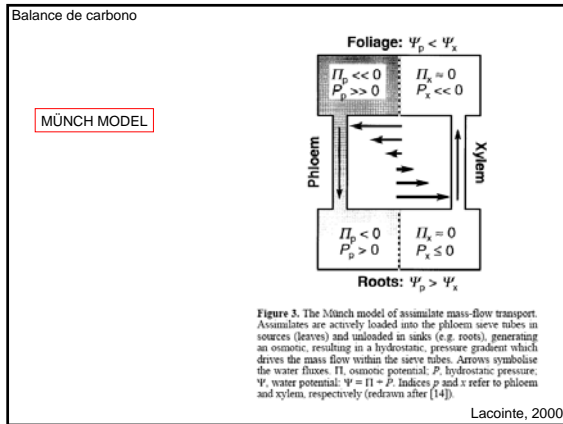 Balance de carbono
MÜNCH MODEL
Foliage: Ψp < Ψx
Πp << 0
Pp >> 0
Πx ≈ 0
Px << 0
Phloem
Xylem
Πp < 0
Pp > 0
Πx ≈ 0
Px ≤ 0
Roots: Ψp > Ψx
Figure 3. The Münch model of assimilate mass-flow transport.
Assimilates are actively loaded into the phloem sieve tubes in
sources (leaves) and unloaded in sinks (e.g. roots), generating
an osmotic, resulting in a hydrostatic, pressure gradient which
drives the mass flow within the sieve tubes. Arrows symbolise
the water fluxes. Π, osmotic potential; P, hydrostatic pressure;
Ψ, water potential: Ψ = Π + P. Indices p and x refer to phloem
and xylem, respectively (redrawn after [14]).
Lacointe, 2000